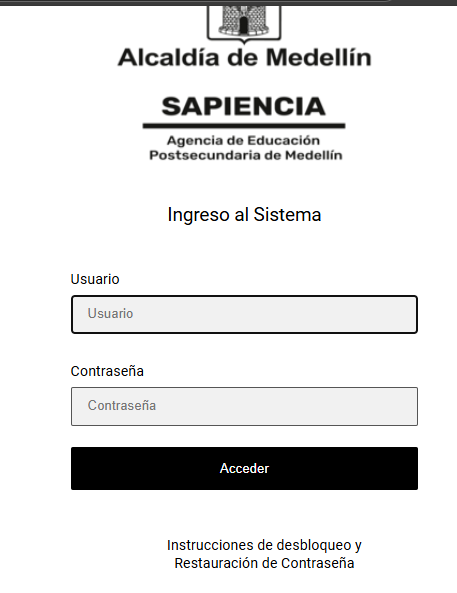 Alcaldía de Medellín
SAPIENCIA
Agencia de Educación
Postsecundaria de Medellín
Ingreso al Sistema
Usuario
Usuario
Contraseña
Contraseña
Acceder
Instrucciones de desbloqueo y
Restauración de Contraseña